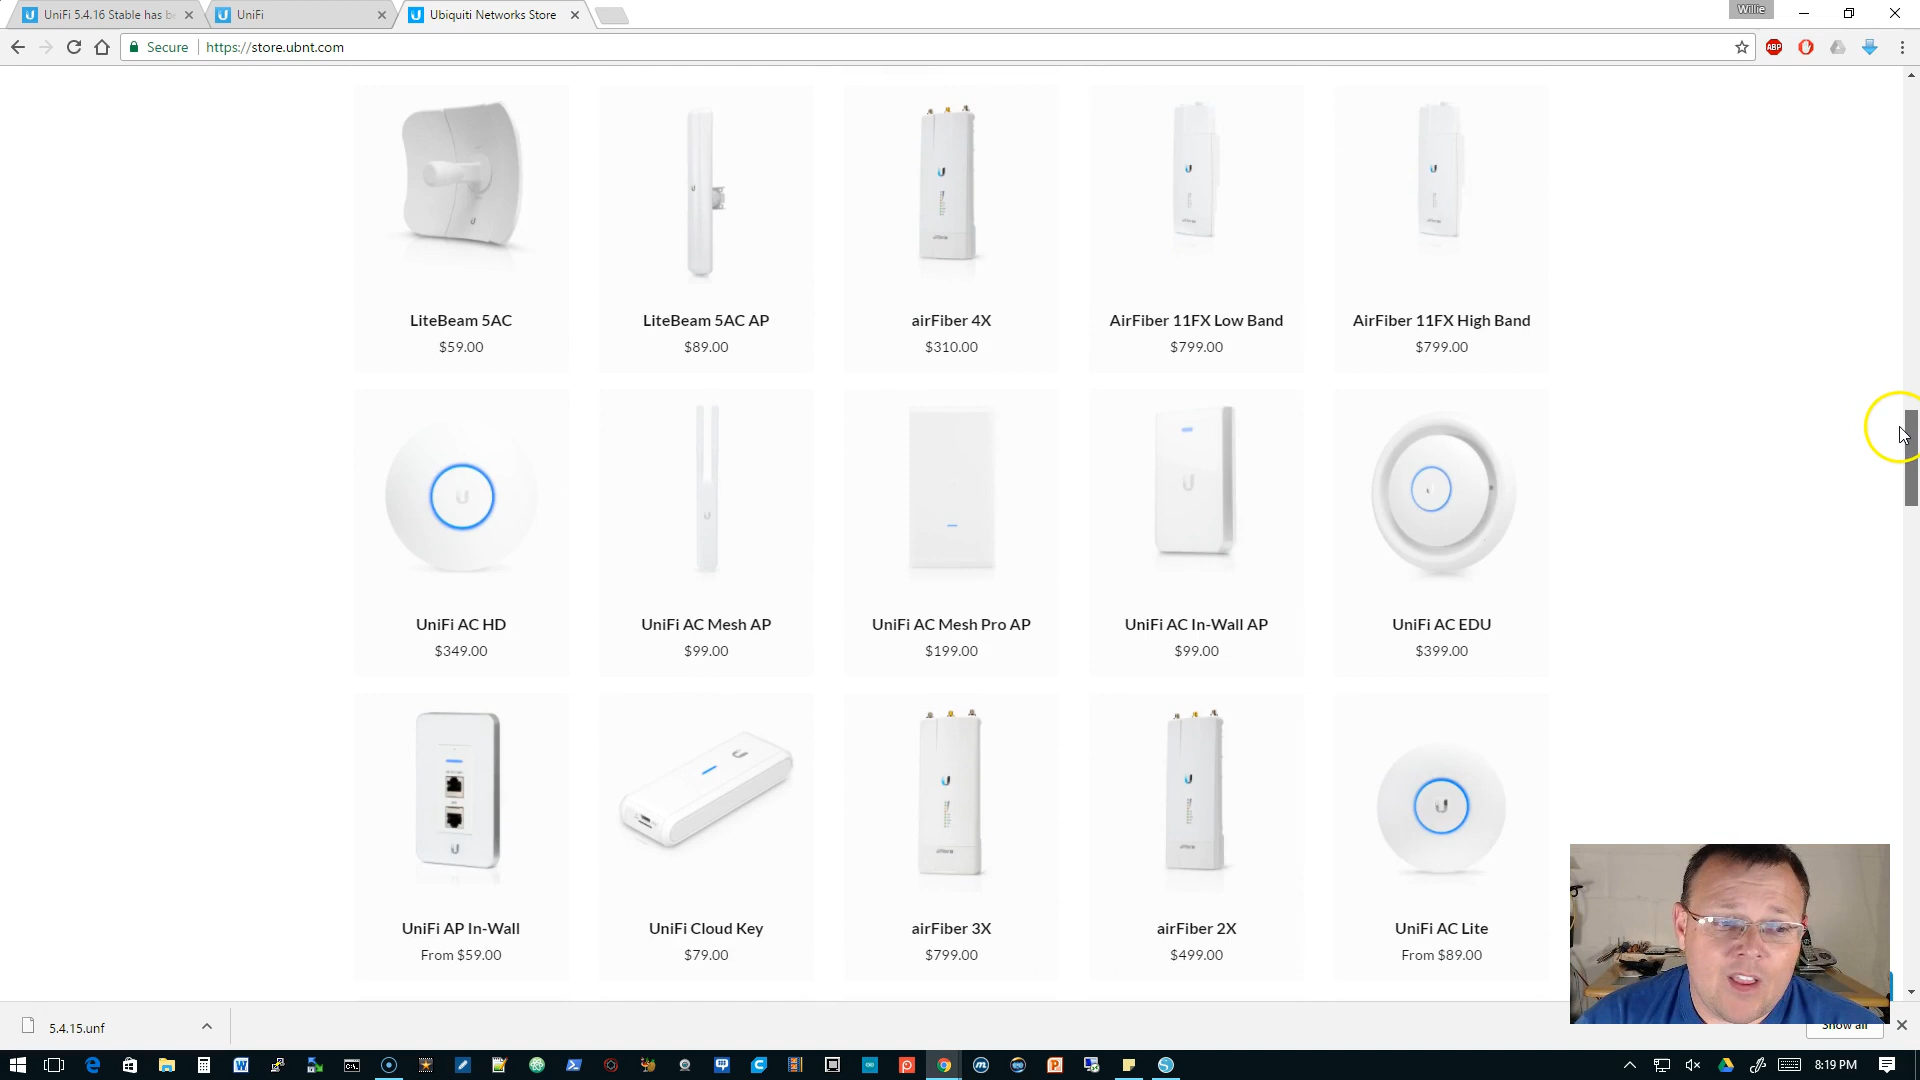 UniFi 5.4.16 Stable has be
UniFi
Ubiquiti Networks Store
Willie
Secure
https://store.ubnt.com
ABP
LiteBeam 5AC
$59.00
LiteBeam 5AC AP
$89.00
airFiber 4X
$310.00
AirFiber 11FX Low Band
$799.00
AirFiber 11FX High Band
$799.00
UniFi AC HD
$349.00
UniFi AC Mesh AP
$99.00
UniFi AC Mesh Pro AP
$199.00
UniFi AC In-Wall AP
$99.00
UniFi AC EDU
$399.00
UniFi AP In-Wall
From $59.00
UniFi Cloud Key
$79.00
airFiber 3X
$799.00
airFiber 2X
$499.00
UniFi AC Lite
From $89.00
5.4.15.unf
Show all
8:19 PM